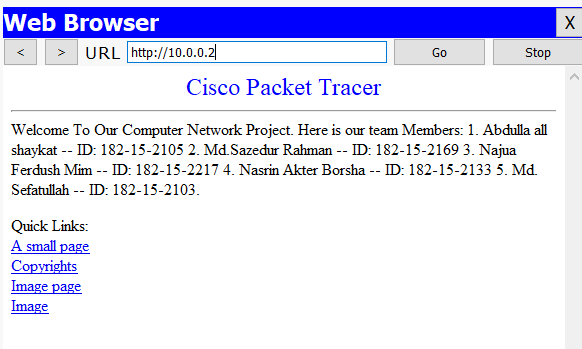 Web Browser X
< > URL http://10.0.0.2 Go Stop
Cisco Packet Tracer
Welcome To Our Computer Network Project. Here is our team Members: 1. Abdulla all
shaykat -- ID: 182-15-2105 2. Md.Sazedur Rahman -- ID: 182-15-2169 3. Najua
Ferdush Mim -- ID: 182-15-2217 4. Nasrin Akter Borsha -- ID: 182-15-2133 5. Md.
Sefatullah -- ID: 182-15-2103.
Quick Links:
A small page
Copyrights
Image page
Image